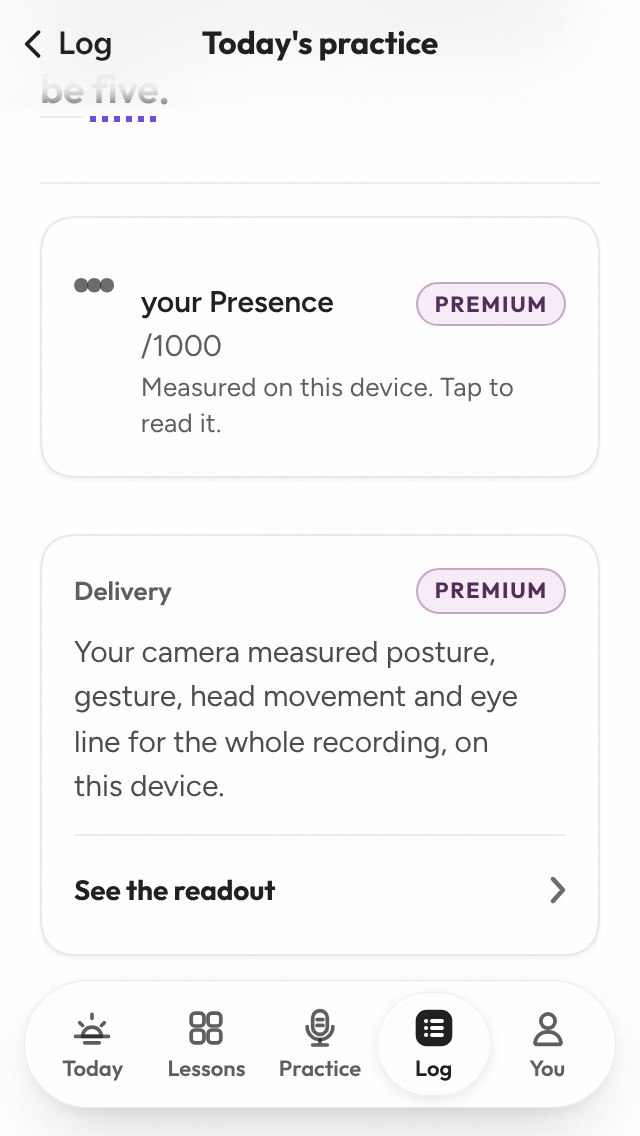 Log
Today's practice
be five.
your Presence
PREMIUM
/1000
Measured on this device. Tap to
read it.
Delivery
PREMIUM
Your camera measured posture,
gesture, head movement and eye
line for the whole recording, on
this device.
See the readout
Today
Lessons
Practice
Log
You